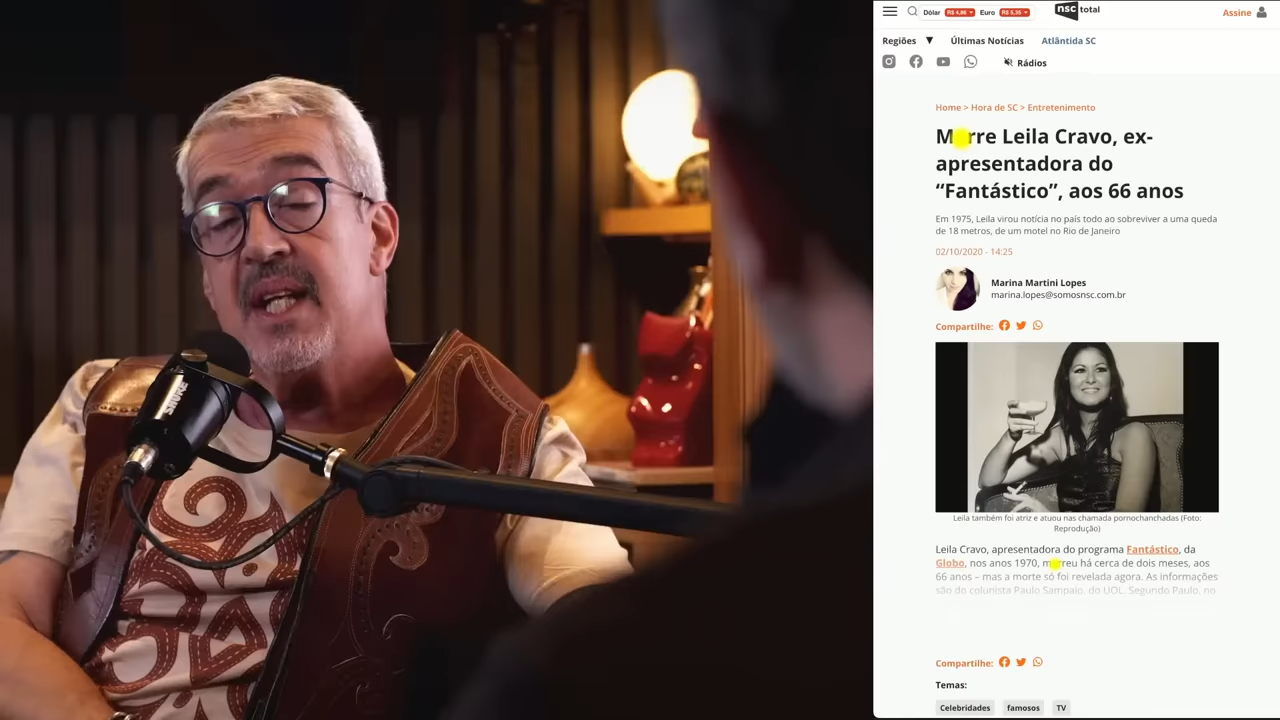 Dólar R$ 4,86 Euro R$ 5,35
nsc total
Assine
Regiões Últimas Notícias Atlântida SC
Rádios
Home > Hora de SC > Entretenimento
Morre Leila Cravo, ex-
apresentadora do
“Fantástico”, aos 66 anos
Em 1975, Leila virou notícia no país todo ao sobreviver a uma queda
de 18 metros, de um motel no Rio de Janeiro
02/10/2020 - 14:25
Marina Martini Lopes
marina.lopes@somosnsc.com.br
Compartilhe:
Leila também foi atriz e atuou nas chamada pornochanchadas (Foto:
Reprodução)
Leila Cravo, apresentadora do programa Fantástico, da
Globo, nos anos 1970, morreu há cerca de dois meses, aos
66 anos – mas a morte só foi revelada agora. As informações
são do colunista Paulo Sampaio, do UOL. Segundo Paulo, no
Compartilhe:
Temas:
Celebridades famosos TV
SHURE